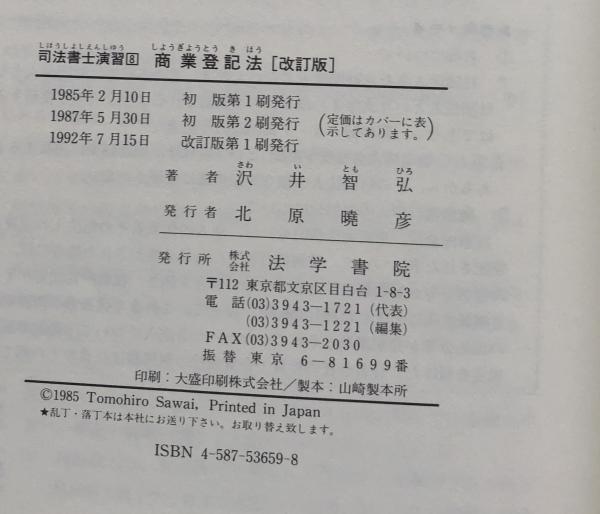 しほうしよしえんしゆう しようぎようとう き ほう
司法書士演習8 商業登記法[改訂版]
1985年2月10日 初 版第1刷発行
1987年5月30日 初 版第2刷発行 (定価はカバーに表示してあります。)
1992年7月15日 改訂版第1刷発行
さわ い とも ひろ
著者 沢井智弘
発行者 北原曉彦
発行所 株式会社 法学書院
〒112 東京都文京区目白台 1-8-3
電話(03)3943―1721(代表)
(03)3943―1221(編集)
FAX(03)3943―2030
振替 東京 6―81699番
印刷:大盛印刷株式会社/製本:山崎製本所
©1985 Tomohiro Sawai, Printed in Japan
★乱丁・落丁本は本社にお送り下さい。お取り替え致します。
ISBN 4-587-53659-8